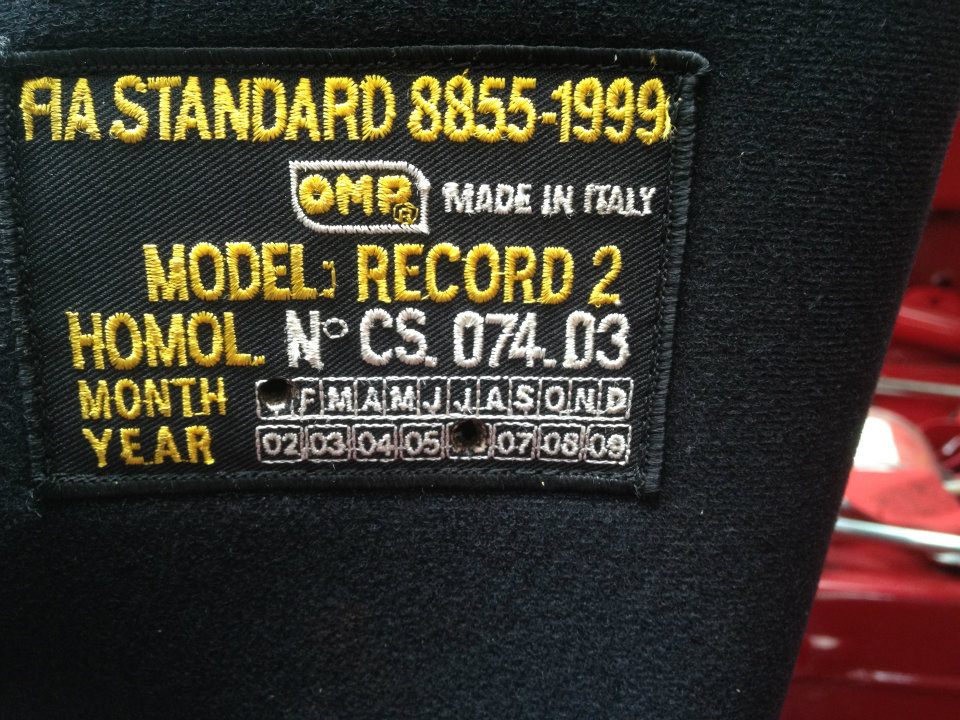 FIA STANDARD 8855-1999
OMP® MADE IN ITALY
MODEL: RECORD 2
HOMOL. N° CS. 074.03
MONTH F M A M J J A S O N D
YEAR 02 03 04 05 07 08 09